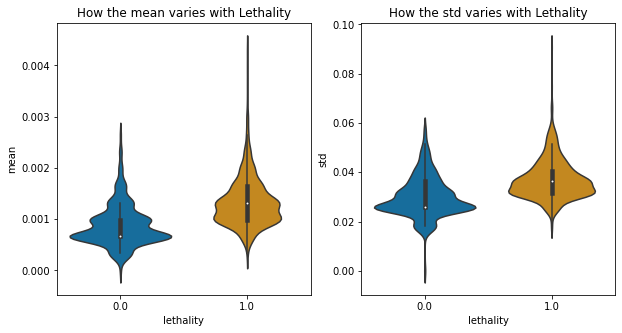 How the mean varies with Lethality
0.004
0.003
0.002
0.001
0.000
mean
0.0
1.0
lethality
How the std varies with Lethality
0.10
0.08
0.06
0.04
0.02
0.00
std
0.0
1.0
lethality